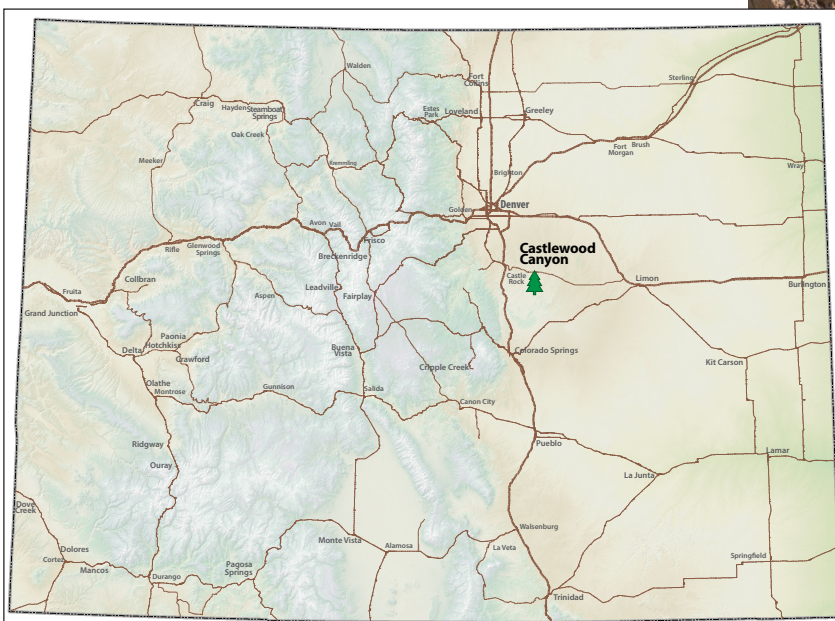 Walden
Fort
Collins
Sterling
Craig
Hayden
Steamboat
Springs
Estes
Park
Loveland
Greeley
Oak Creek
Fort
Morgan
Brush
Meeker
Kremmling
Wray
Brighton
Golden
Denver
Avon
Vail
Frisco
Rifle
Glenwood
Springs
Breckenridge
Castlewood
Canyon
Castle
Rock
Limon
Burlington
Collbran
Fruita
Aspen
Leadville
Fairplay
Grand Junction
Paonia
Hotchkiss
Delta
Crawford
Buena
Vista
Colorado Springs
Kit Carson
Cripple Creek
Olathe
Montrose
Gunnison
Salida
Canon City
Ridgway
Pueblo
Ouray
Lamar
La Junta
Dove
Creek
Walsenburg
Dolores
Monte Vista
Alamosa
La Veta
Cortez
Mancos
Pagosa
Springs
Durango
Springfield
Trinidad